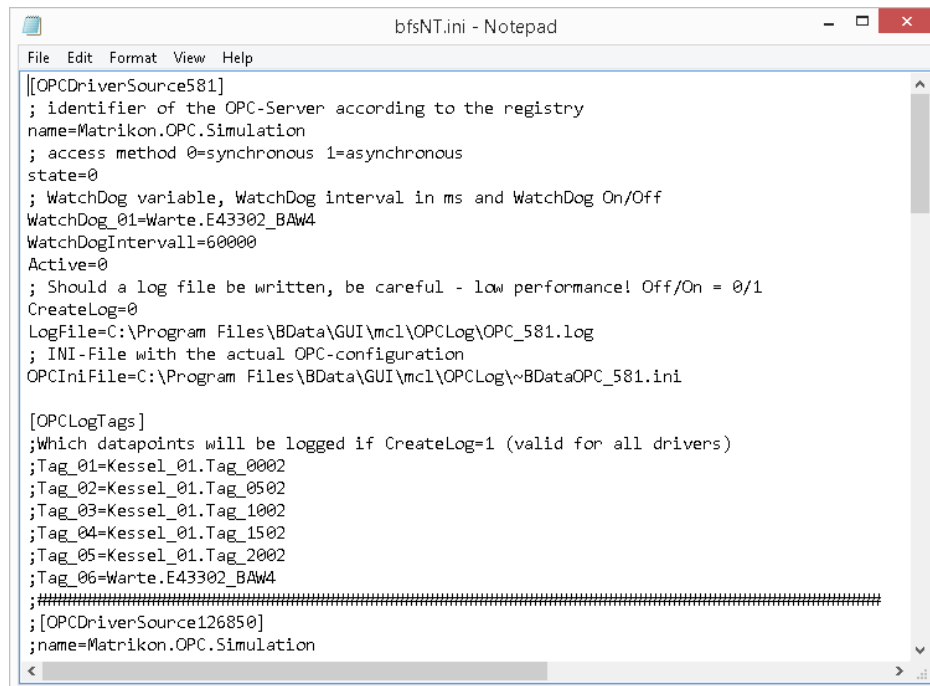 bfsNT.ini - Notepad
File Edit Format View Help
[OPCDriverSource581]
; identifier of the OPC-Server according to the registry
name=Matrikon.OPC.Simulation
; access method 0=synchronous 1=asynchronous
state=0
; WatchDog variable, WatchDog interval in ms and WatchDog On/Off
WatchDog_01=Warte.E43302_BAW4
WatchDogIntervall=60000
Active=0
; Should a log file be written, be careful - low performance! Off/On = 0/1
CreateLog=0
LogFile=C:\Program Files\BData\GUI\mcl\OPCLog\OPC_581.log
; INI-File with the actual OPC-configuration
OPCIniFile=C:\Program Files\BData\GUI\mcl\OPCLog\~BDataOPC_581.ini
[OPCLogTags]
;Which datapoints will be logged if CreateLog=1 (valid for all drivers)
;Tag_01=Kessel_01.Tag_0002
;Tag_02=Kessel_01.Tag_0502
;Tag_03=Kessel_01.Tag_1002
;Tag_04=Kessel_01.Tag_1502
;Tag_05=Kessel_01.Tag_2002
;Tag_06=Warte.E43302_BAW4
;##########################################################################################################
;[OPCDriverSource126850]
;name=Matrikon.OPC.Simulation